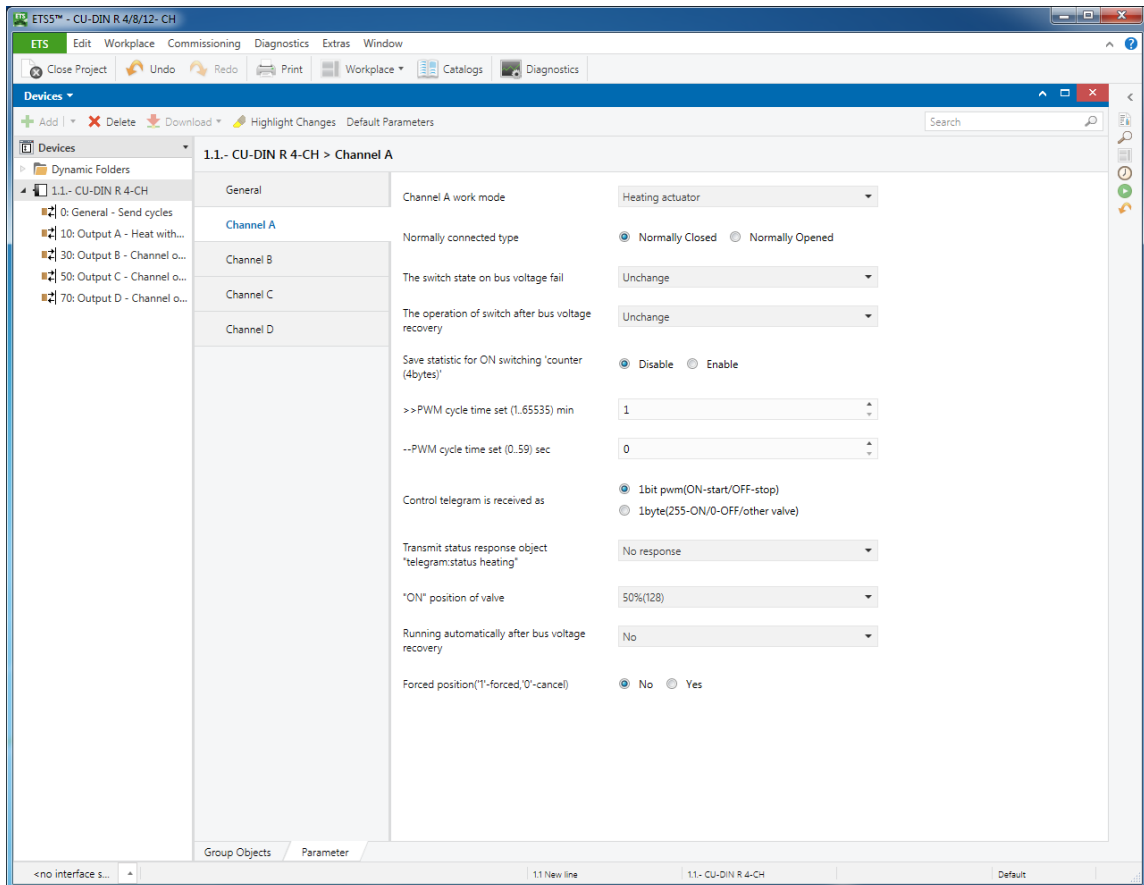 ETS5™ - CU-DIN R 4/8/12- CH
ETS Edit Workplace Commissioning Diagnostics Extras Window
Close Project Undo Redo Print Workplace Catalogs Diagnostics
Devices
Add Delete Download Highlight Changes Default Parameters Search
Devices
Dynamic Folders
1.1.- CU-DIN R 4-CH
0: General - Send cycles
10: Output A - Heat with...
30: Output B - Channel o...
50: Output C - Channel o...
70: Output D - Channel o...
1.1.- CU-DIN R 4-CH > Channel A
General
Channel A
Channel B
Channel C
Channel D
Channel A work mode Heating actuator
Normally connected type Normally Closed Normally Opened
The switch state on bus voltage fail Unchange
The operation of switch after bus voltage
recovery Unchange
Save statistic for ON switching 'counter
(4bytes)' Disable Enable
>>PWM cycle time set (1..65535) min 1
--PWM cycle time set (0..59) sec 0
Control telegram is received as 1bit pwm(ON-start/OFF-stop)
1byte(255-ON/0-OFF/other valve)
Transmit status response object
"telegram:status heating" No response
"ON" position of valve 50%(128)
Running automatically after bus voltage
recovery No
Forced position('1'-forced,'0'-cancel) No Yes
Group Objects Parameter
<no interface s... 1.1 New line 1.1.- CU-DIN R 4-CH Default